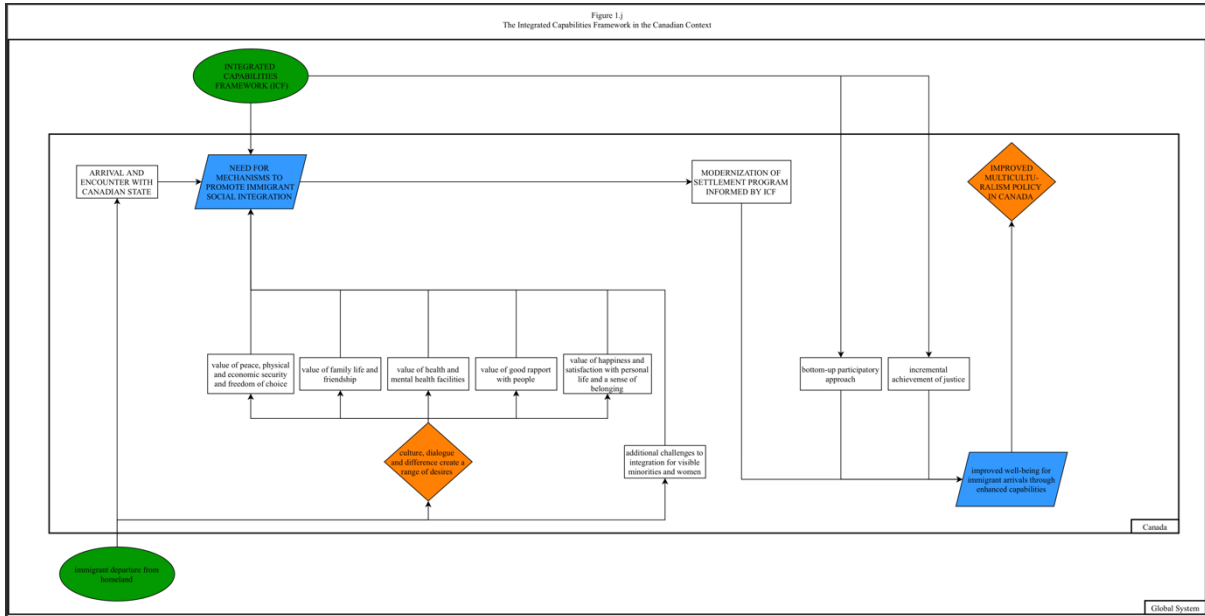 Figure 1.j
The Integrated Capabilities Framework in the Canadian Context
INTEGRATED
CAPABILITIES
FRAMEWORK (ICF)
ARRIVAL AND
ENCOUNTER WITH
CANADIAN STATE
NEED FOR
MECHANISMS TO
PROMOTE IMMIGRANT
SOCIAL INTEGRATION
MODERNIZATION OF
SETTLEMENT PROGRAM
INFORMED BY ICF
IMPROVED
MULTICULTU-
RALISM POLICY
IN CANADA
value of peace, physical
and economic security
and freedom of choice
value of family life and
friendship
value of health and
mental health facilities
value of good rapport
with people
value of happiness and
satisfaction with personal
life and a sense of
belonging
bottom-up participatory
approach
incremental
achievement of justice
culture, dialogue
and difference create a
range of desires
additional challenges to
integration for visible
minorities and women
improved well-being for
immigrant arrivals through
enhanced capabilities
Canada
immigrant departure from
homeland
Global System